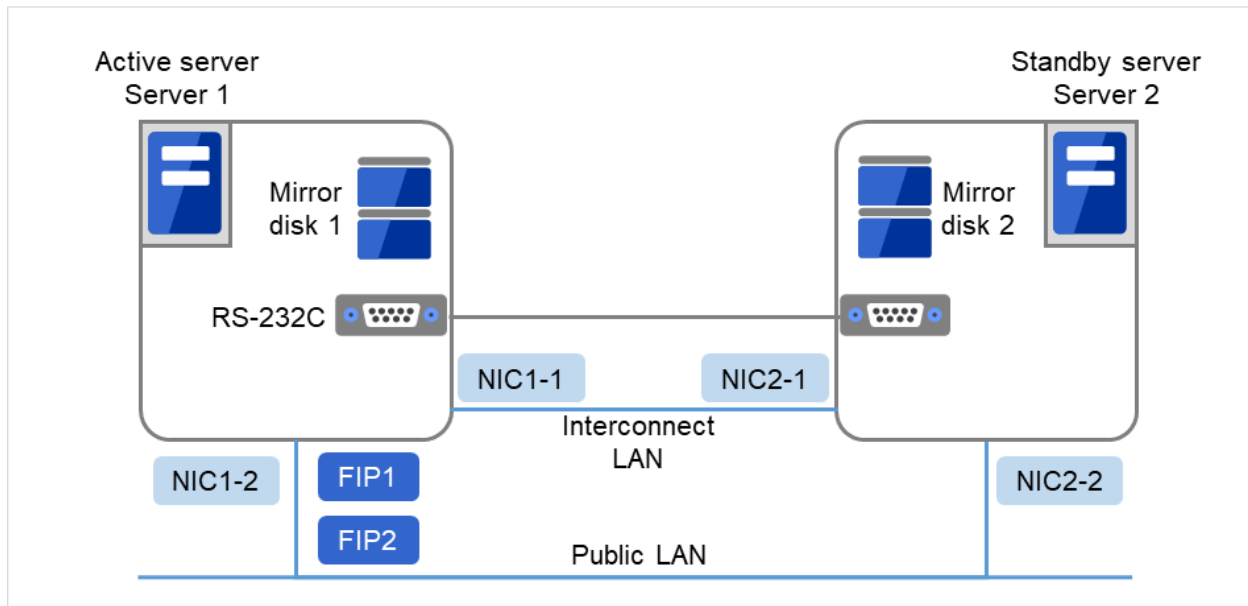 Active server
Server 1
Standby server
Server 2
Mirror
disk 1
Mirror
disk 2
RS-232C
NIC1-1
NIC2-1
Interconnect
LAN
NIC1-2
FIP1
NIC2-2
FIP2
Public LAN